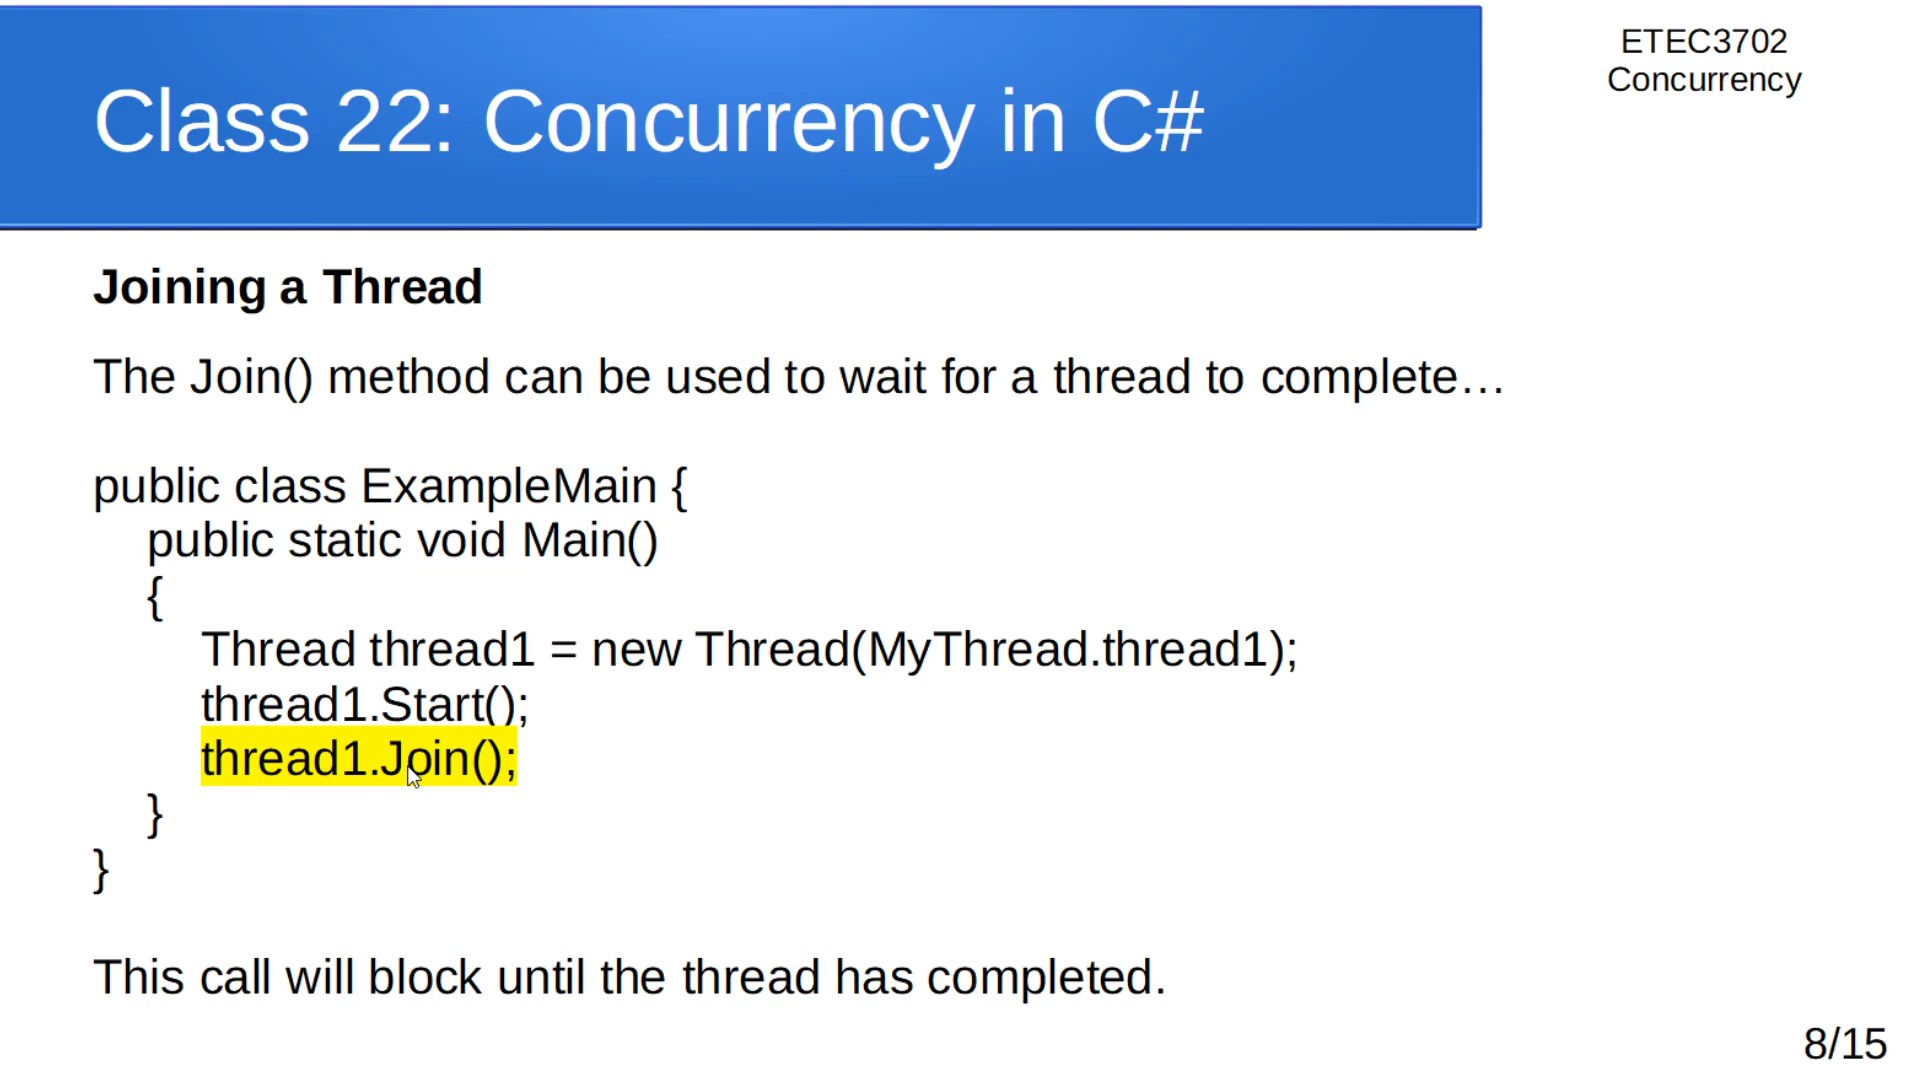 Class 22: Concurrency in C#
ETEC3702
Concurrency
Joining a Thread
The Join() method can be used to wait for a thread to complete…
public class ExampleMain {
public static void Main()
{
Thread thread1 = new Thread(MyThread.thread1);
thread1.Start();
thread1.Join();
}
}
This call will block until the thread has completed.
8/15